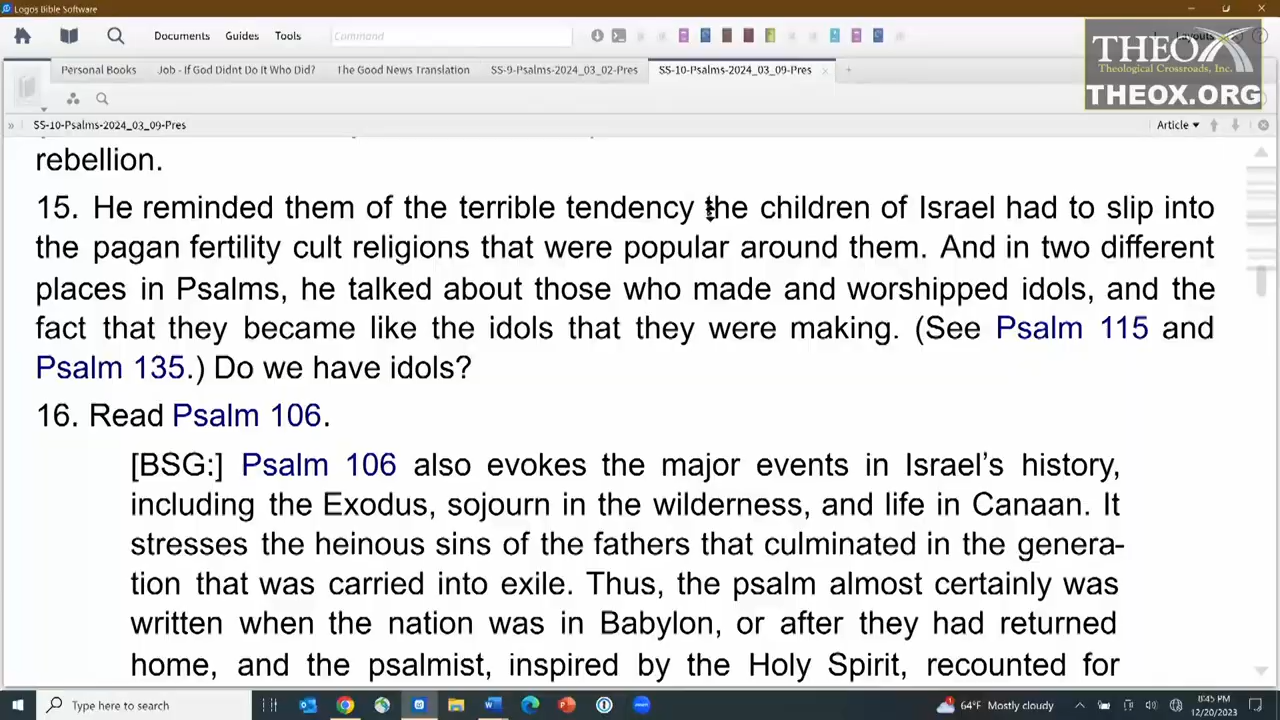 Logos Bible Software
Documents Guides Tools Command
THEOX
Theological Crossroads, Inc.
THEOX.ORG
Personal Books Job - If God Didnt Do It Who Did? The Good News Tra SS-09-Psalms-2024_03_02-Pres SS-10-Psalms-2024_03_09-Pres
SS-10-Psalms-2024_03_09-Pres Article
rebellion.
15. He reminded them of the terrible tendency the children of Israel had to slip into
the pagan fertility cult religions that were popular around them. And in two different
places in Psalms, he talked about those who made and worshipped idols, and the
fact that they became like the idols that they were making. (See Psalm 115 and
Psalm 135.) Do we have idols?
16. Read Psalm 106.
[BSG:] Psalm 106 also evokes the major events in Israel’s history,
including the Exodus, sojourn in the wilderness, and life in Canaan. It
stresses the heinous sins of the fathers that culminated in the genera-
tion that was carried into exile. Thus, the psalm almost certainly was
written when the nation was in Babylon, or after they had returned
home, and the psalmist, inspired by the Holy Spirit, recounted for
Type here to search 64°F Mostly cloudy 8:45 PM
12/20/2023